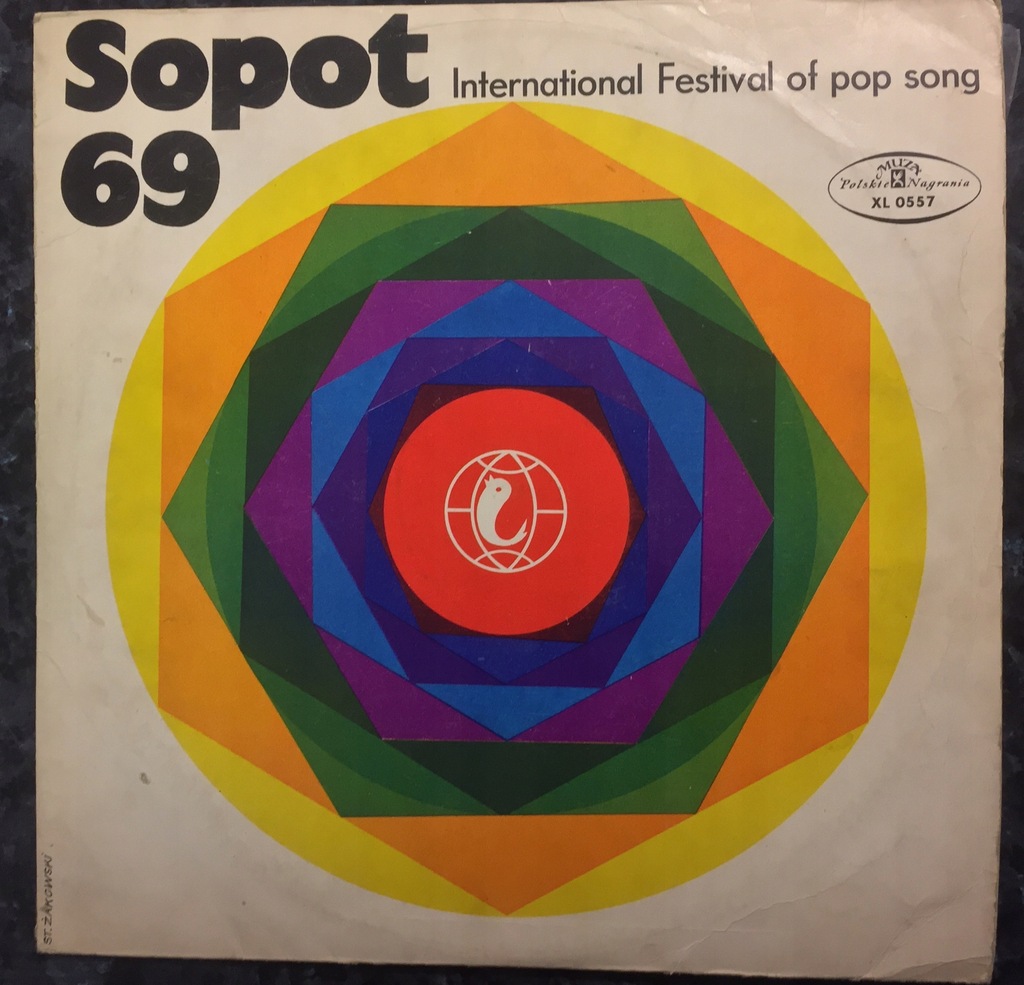 Sopot International Festival of pop song
69
MUZA
Polskie Nagrania
XL 0557
ST. ŻAKOWSKI